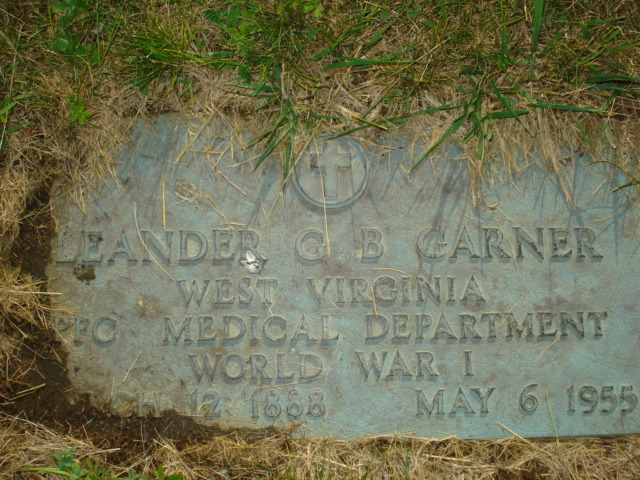 LEANDER G B GARNER
WEST VIRGINIA
PFC MEDICAL DEPARTMENT
WORLD WAR I
CH 12 1888 MAY 6 1955